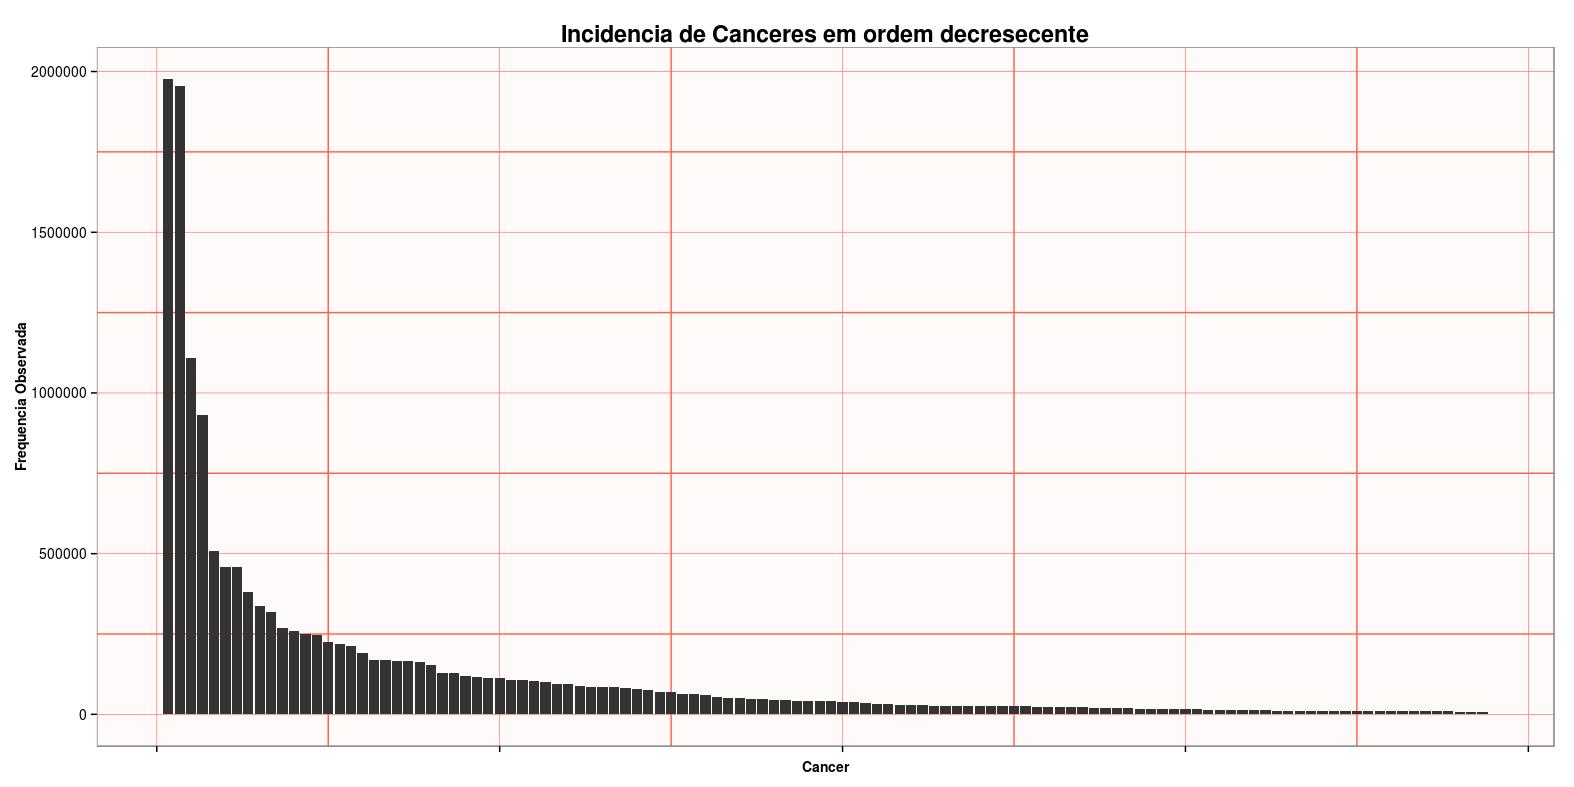 Incidencia de Canceres em ordem decresecente
Frequencia Observada
2000000
1500000
1000000
500000
0
Cancer